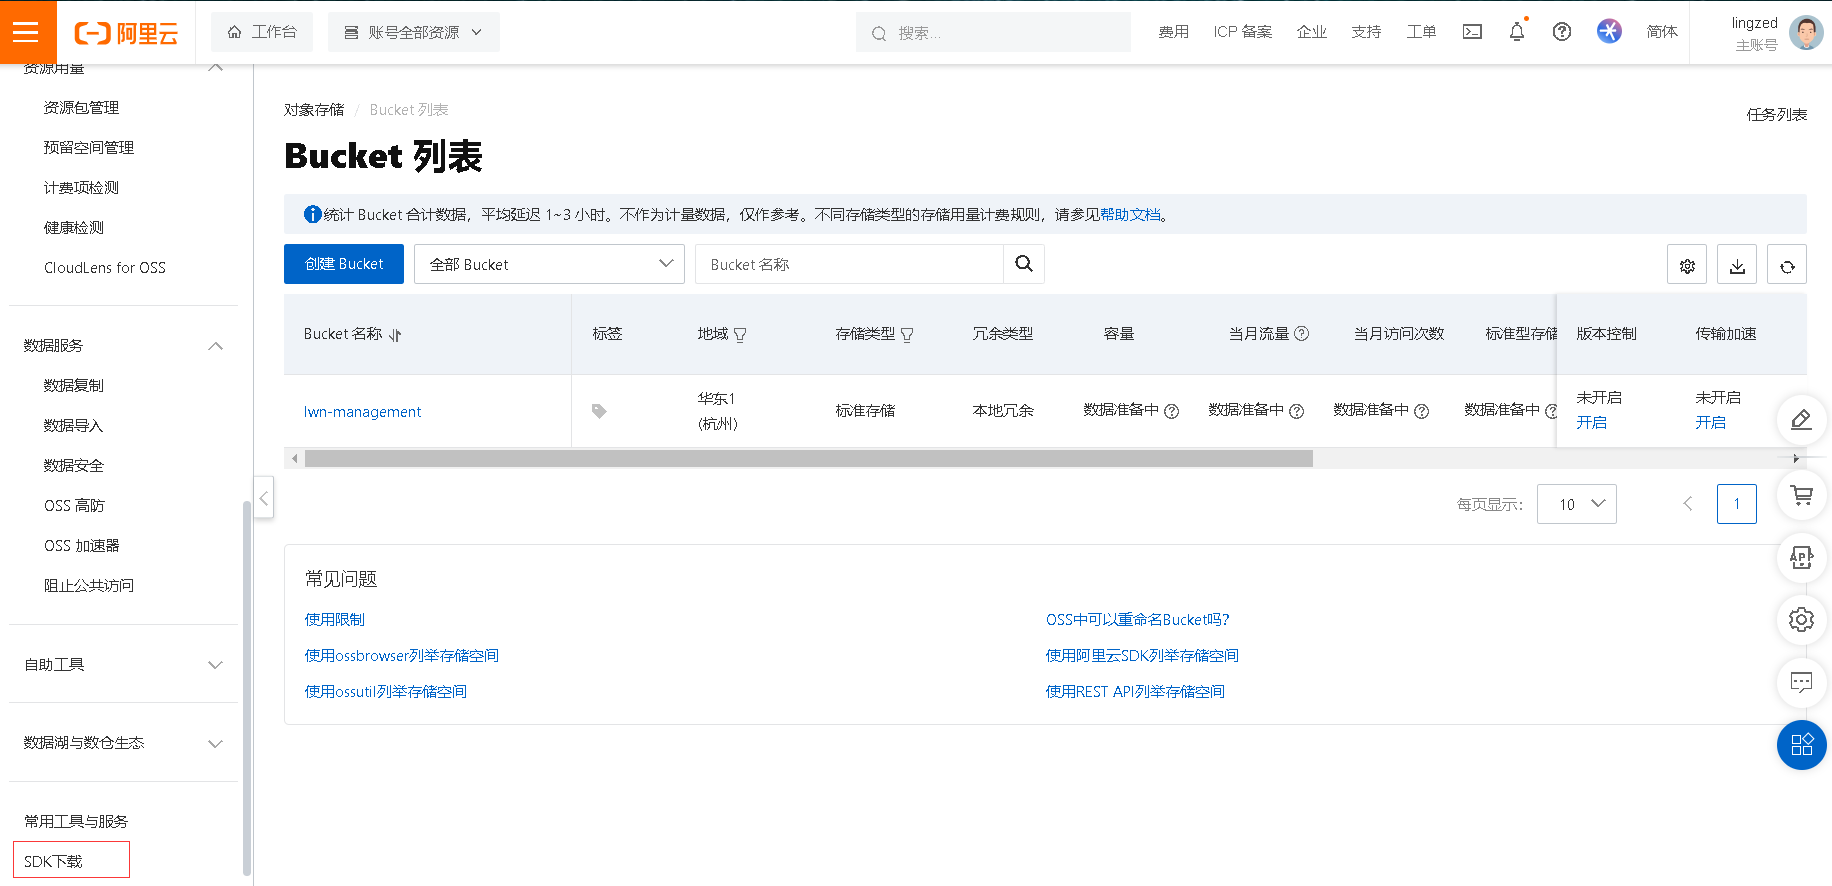 阿里云
工作台
账号全部资源
搜索...
费用
ICP 备案
企业
支持
工单
简体
lingzed
主账号
资源用量
资源包管理
预留空间管理
计费项检测
健康检测
CloudLens for OSS
数据服务
数据复制
数据导入
数据安全
OSS 高防
OSS 加速器
阻止公共访问
自助工具
数据湖与数仓生态
常用工具与服务
SDK下载
对象存储 / Bucket 列表
任务列表
Bucket 列表
统计 Bucket 合计数据，平均延迟 1~3 小时。不作为计量数据，仅作参考。不同存储类型的存储用量计费规则，请参见帮助文档。
创建 Bucket
全部 Bucket
Bucket 名称
Bucket 名称 标签 地域 存储类型 冗余类型 容量 当月流量 当月访问次数 标准型存储 版本控制 传输加速
lwn-management 华东1 (杭州) 标准存储 本地冗余 数据准备中 数据准备中 数据准备中 数据准备中 未开启 未开启
开启 开启
每页显示： 10 1
常见问题
使用限制
OSS中可以重命名Bucket吗？
使用ossbrowser列举存储空间
使用阿里云SDK列举存储空间
使用ossutil列举存储空间
使用REST API列举存储空间
API